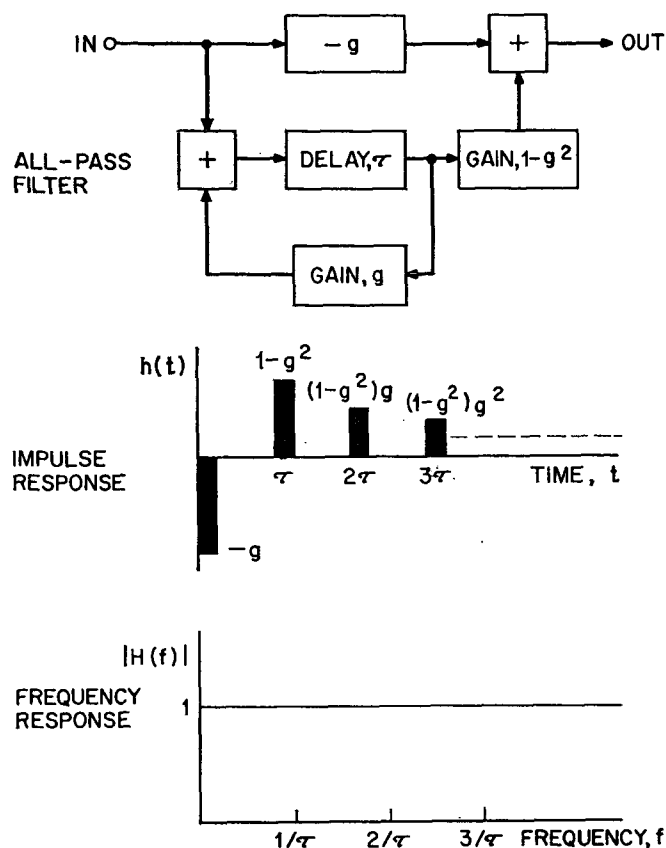 IN -g + OUT
ALL-PASS
FILTER
+ DELAY,τ GAIN,1-g²
GAIN, g
h(t)
1-g²
(1-g²)g
(1-g²)g²
IMPULSE
RESPONSE
τ 2τ 3τ TIME, t
-g
|H(f)|
FREQUENCY
RESPONSE
1
1/τ 2/τ 3/τ FREQUENCY,f